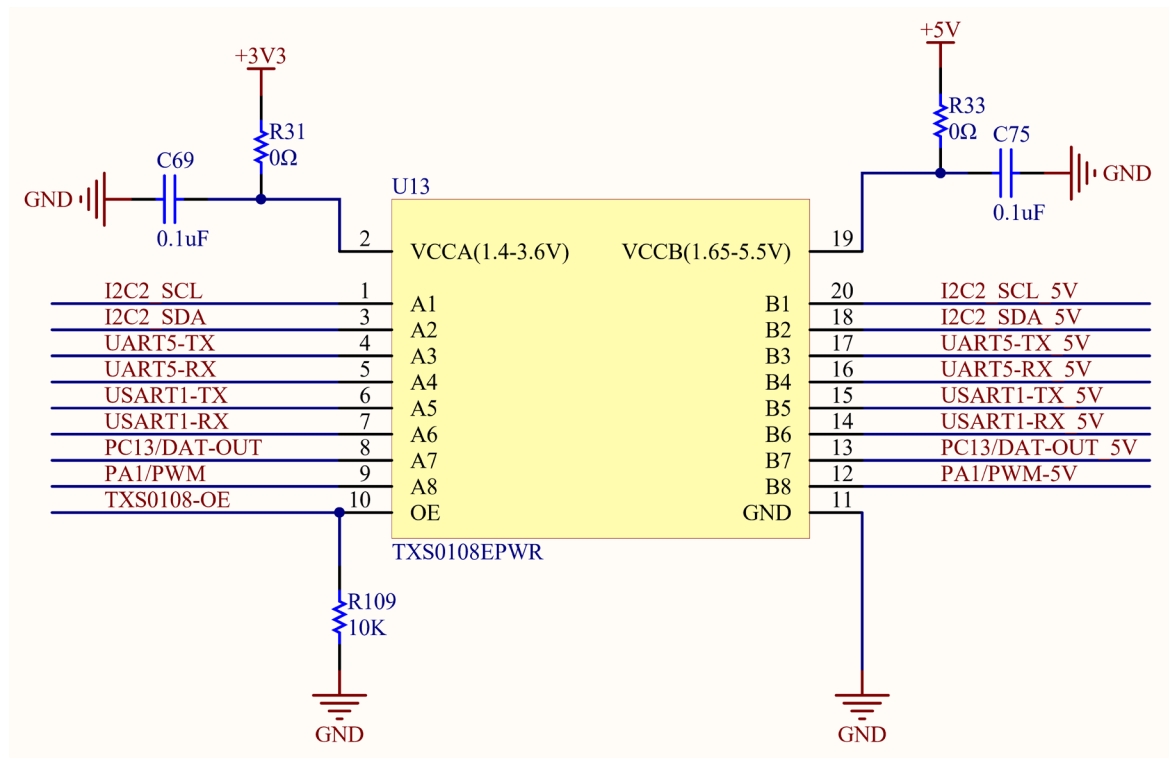 +5V
+3V3
R33
0Ω
C75
GND
0.1uF
R31
0Ω
C69
GND
0.1uF
U13
2 VCCA(1.4-3.6V) VCCB(1.65-5.5V) 19
I2C2_SCL 1 A1 B1 20 I2C2_SCL_5V
I2C2_SDA 3 A2 B2 18 I2C2_SDA_5V
UART5-TX 4 A3 B3 17 UART5-TX_5V
UART5-RX 5 A4 B4 16 UART5-RX_5V
USART1-TX 6 A5 B5 15 USART1-TX_5V
USART1-RX 7 A6 B6 14 USART1-RX_5V
PC13/DAT-OUT 8 A7 B7 13 PC13/DAT-OUT_5V
PA1/PWM 9 A8 B8 12 PA1/PWM-5V
TXS0108-OE 10 OE GND 11
TXS0108EPWR
R109
10K
GND
GND